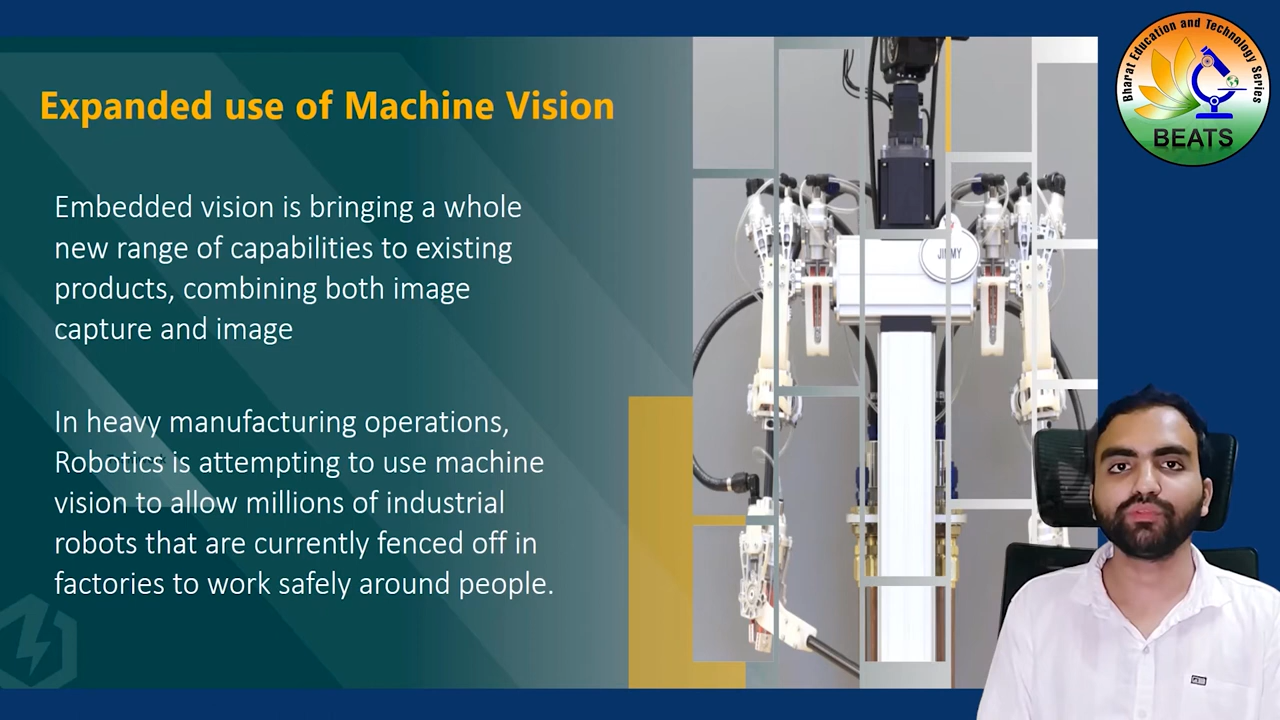 Expanded use of Machine Vision
Embedded vision is bringing a whole
new range of capabilities to existing
products, combining both image
capture and image
In heavy manufacturing operations,
Robotics is attempting to use machine
vision to allow millions of industrial
robots that are currently fenced off in
factories to work safely around people.
JIMMY
Bharat Education and Technology Series
BEATS